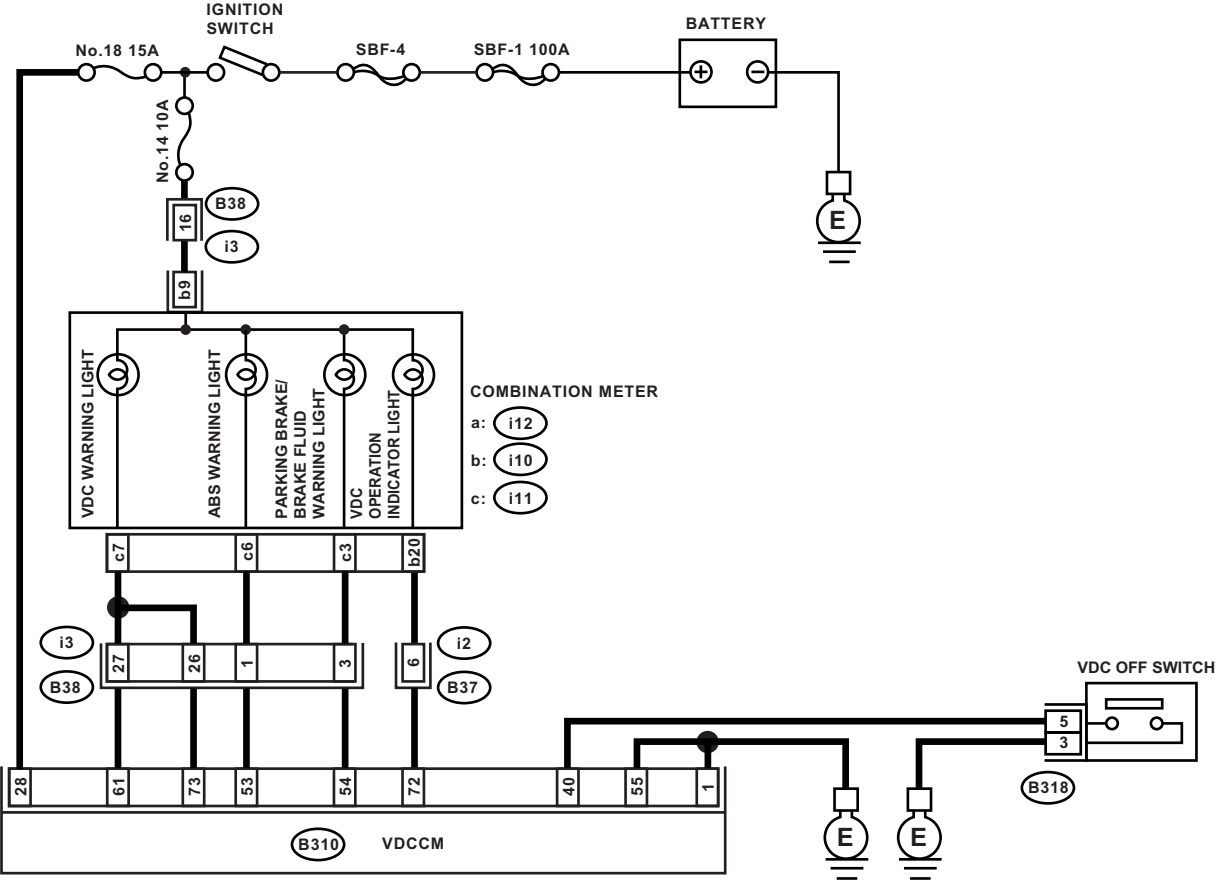 IGNITION
SWITCH
BATTERY
No.18 15A
SBF-4
SBF-1 100A
No.14 10A
16
B38
i3
b9
E
VDC WARNING LIGHT
ABS WARNING LIGHT
PARKING BRAKE/
BRAKE FLUID
WARNING LIGHT
VDC
OPERATION
INDICATOR LIGHT
COMBINATION METER
a: i12
b: i10
c: i11
c7
c6
c3
b20
i3
27
26
1
3
6
i2
B38
B37
VDC OFF SWITCH
5
3
B318
28
61
73
53
54
72
40
55
1
E
E
B310
VDCCM